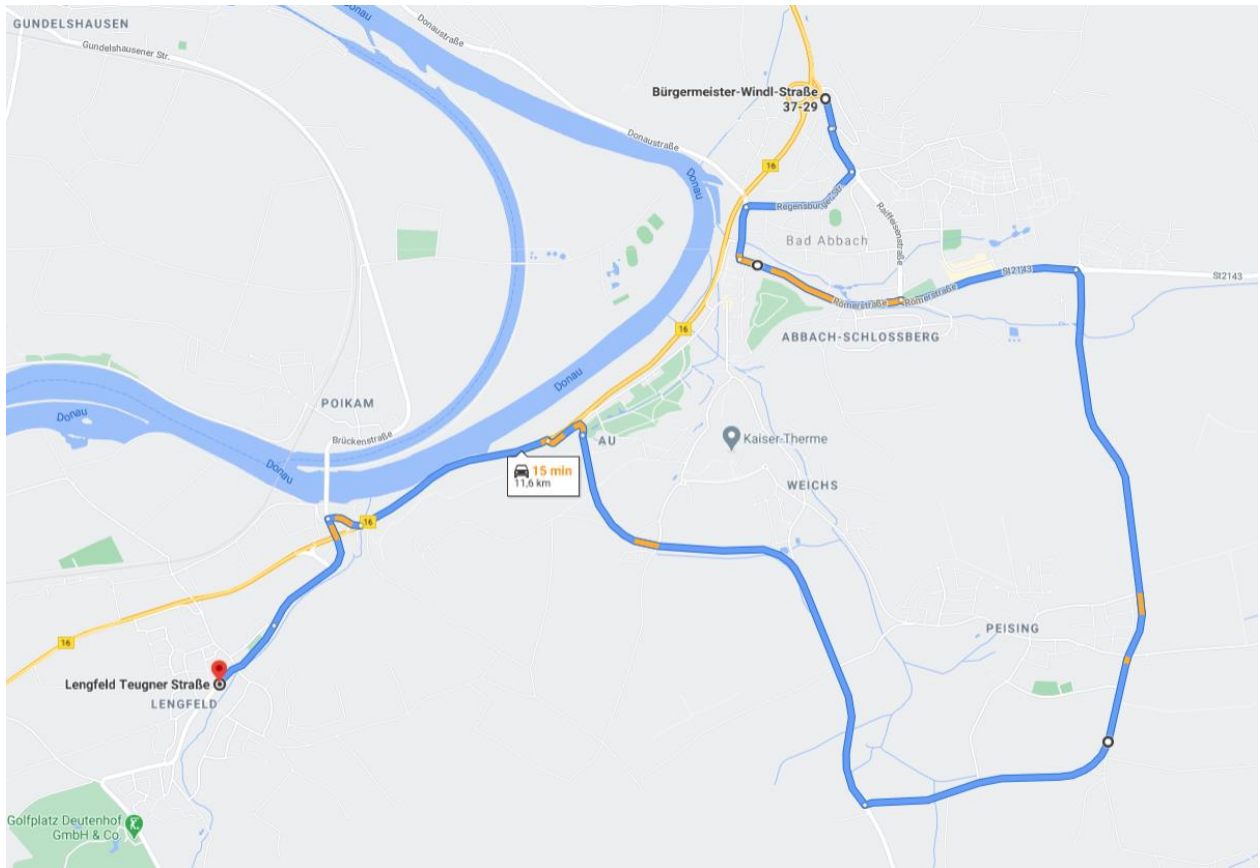 GUNDELSHAUSEN
Gundelshausener Str.
Donaustraße
Donau
Bürgermeister-Windl-Straße
37-29
Donaustraße
16
Donau
Regensburger Str.
Raiffeisenstraße
Bad Abbach
St2143
St2143
Römerstraße
Römerstraße
16
ABBACH-SCHLOSSBERG
Donau
POIKAM
Donau
Brückenstraße
AU
Kaiser-Therme
Donau
15 min
11,6 km
WEICHS
16
PEISING
16
Lengfeld Teugner Straße
LENGFELD
Golfplatz Deutenhof
GmbH & Co